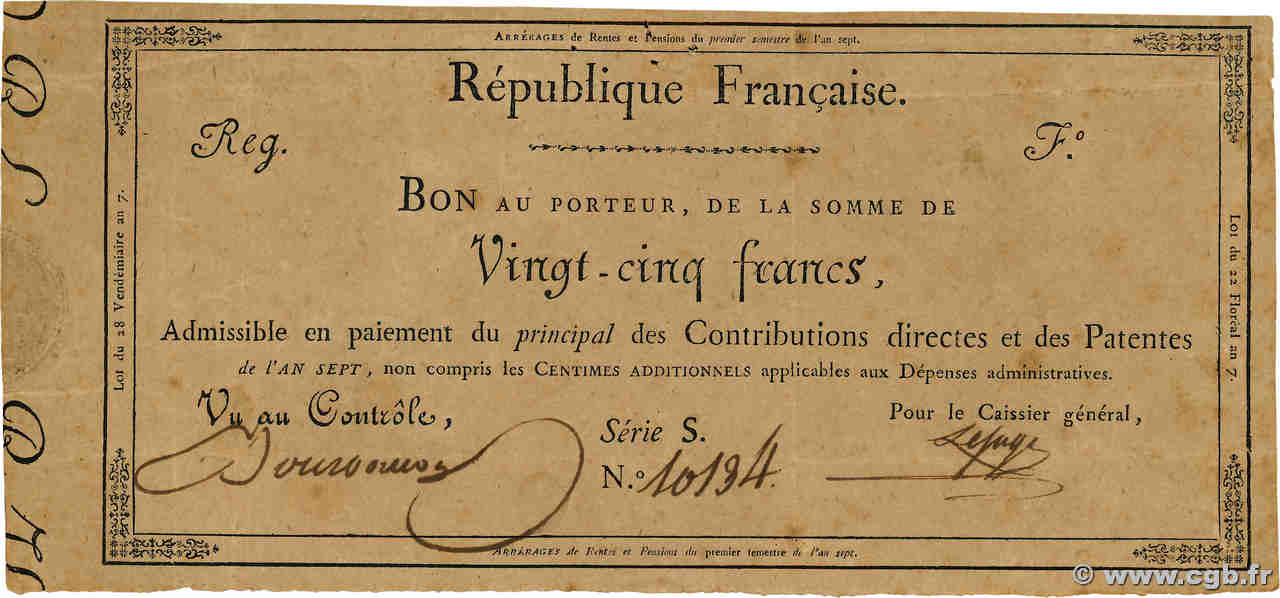 ARRÉRAGES de Rentes et Pensions du premier semestre de l'an sept.
République Française.
Reg.
F.º
BON AU PORTEUR, DE LA SOMME DE
Vingt-cinq francs,
Admissible en paiement du principal des Contributions directes et des Patentes
de l'AN SEPT, non compris les CENTIMES ADDITIONNELS applicables aux Dépenses administratives.
Vu au Contrôle,
Pour le Caissier général,
Série S.
N.º 10134.
Lefuge
ARRÉRAGES de Rentes et Pensions du premier semestre de l'an sept.
Loi du 28 Vendémiaire an 7.
Loi du 22 Floréal an 7.
© www.cgb.fr